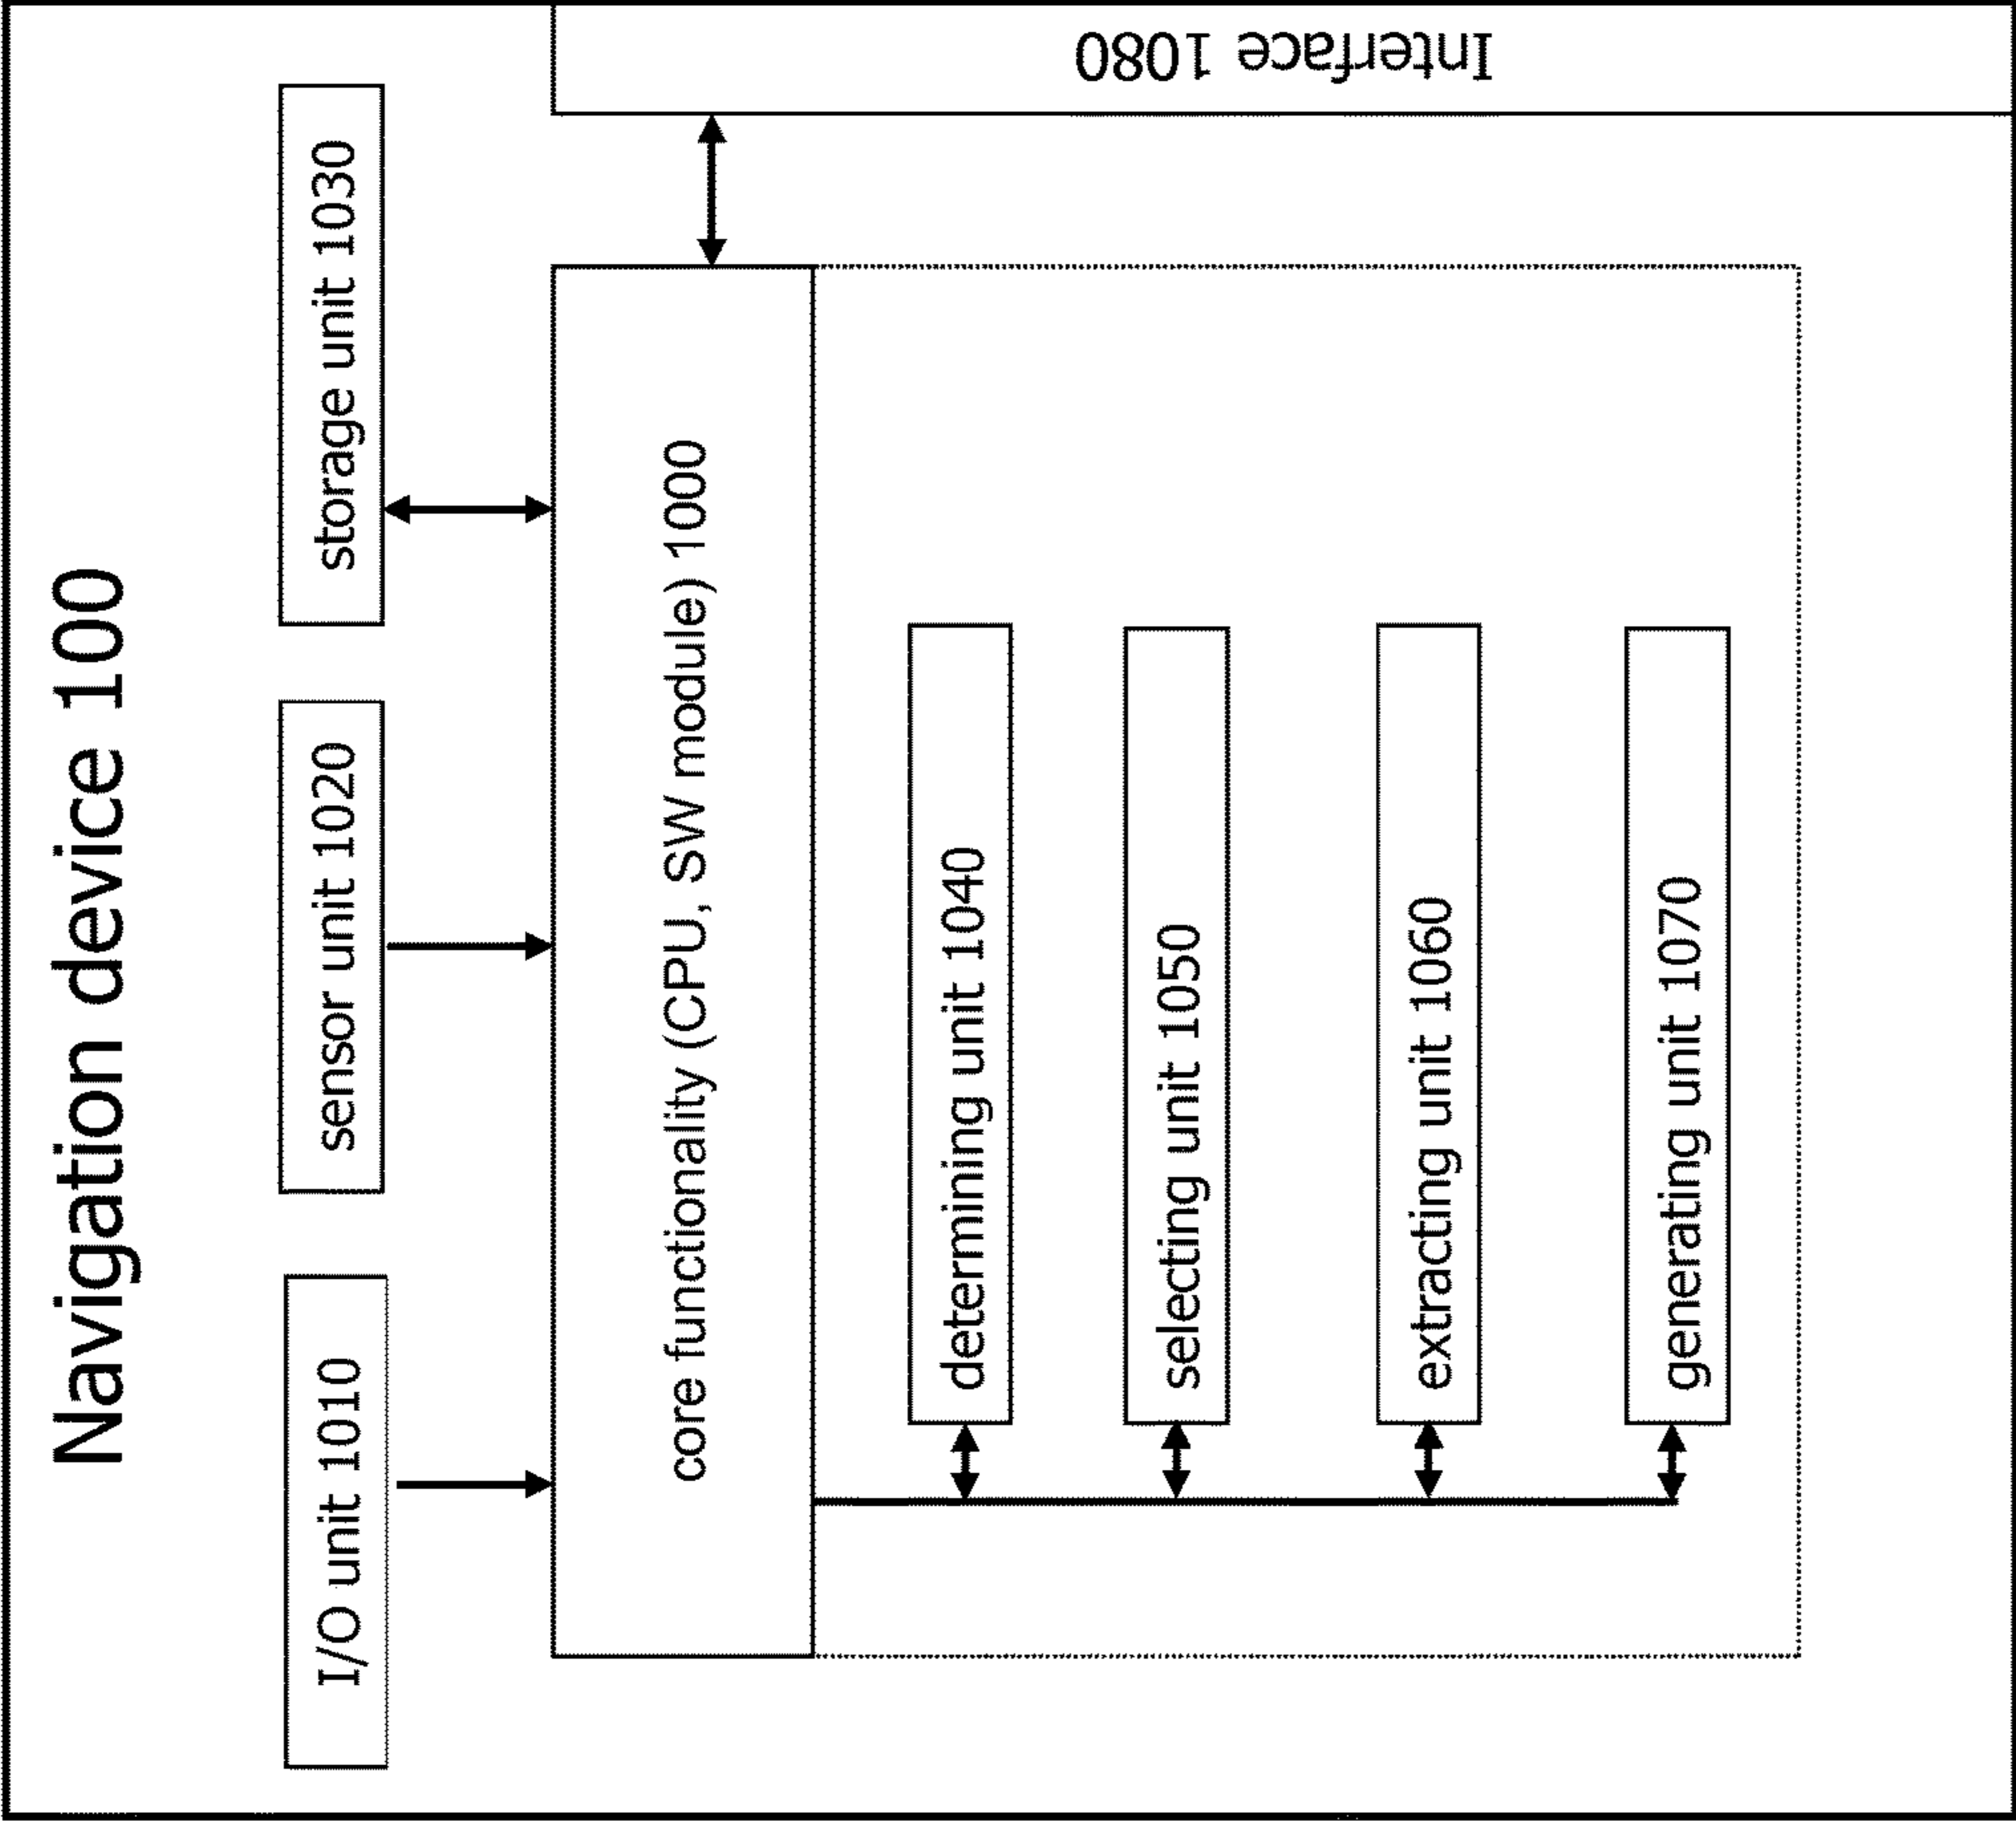 Navigation device 100
I/O unit 1010
sensor unit 1020
storage unit 1030
core functionality (CPU, SW module) 1000
determining unit 1040
selecting unit 1050
extracting unit 1060
generating unit 1070
Interface 1080